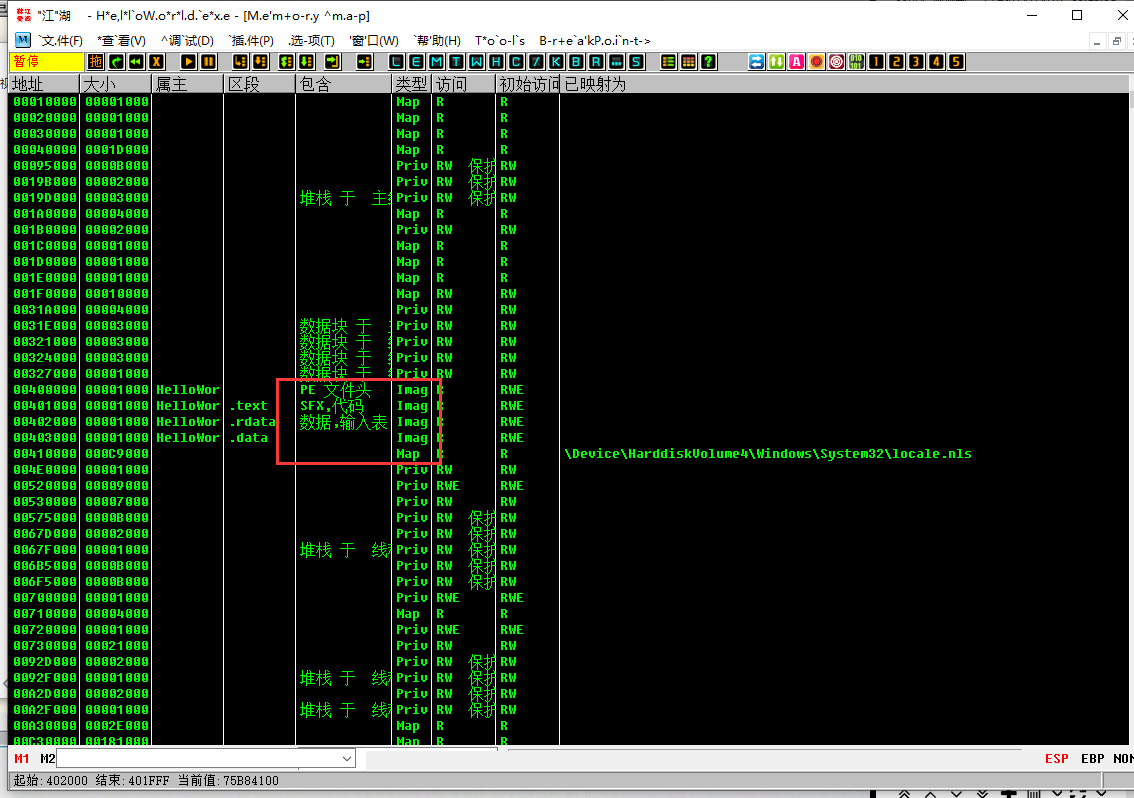 "江"湖 - H*e,l*l`oW.o*r*l.d.`e*x.e - [M.e'm+o-r.y ^m.a-p]
`文.件(F) *查'看(V) ^调'试(D) `插.件(P) .选-项(T) '窗'口(W) `帮.'助(H) T*o`o-l`s B-r+e`a'kP.o.i`n-t->
暂停 拖 X L E M T W H C / K B R ... S ? A 1 2 3 4 5
地址 大小 属主 区段 包含 类型 访问 初始访问 已映射为
00010000 00001000 Map R R
00020000 00001000 Map R R
00030000 00001000 Map R R
00040000 0001D000 Map R R
00095000 0000B000 Priv RW 保护 RW
0019B000 00002000 Priv RW 保护 RW
0019D000 00003000 堆栈 于 主 Priv RW 保护 RW
001A0000 00004000 Map R R
001B0000 00002000 Priv RW RW
001C0000 00001000 Map R R
001D0000 00001000 Map R R
001E0000 00001000 Map R R
001F0000 00010000 Map RW RW
0031A000 00004000 Priv RW RW
0031E000 00003000 数据块 于 Priv RW RW
00321000 00003000 数据块 于 Priv RW RW
00324000 00003000 数据块 于 Priv RW RW
00327000 00001000 数据块 于 Priv RW RW
00400000 00001000 HelloWor PE 文件头 Imag R RWE
00401000 00001000 HelloWor .text SFX,代码 Imag R RWE
00402000 00001000 HelloWor .rdata 数据,输入表 Imag R RWE
00403000 00001000 HelloWor .data Imag R RWE
00410000 000C9000 Map R R \Device\HarddiskVolume4\Windows\System32\locale.nls
004E0000 00001000 Priv RW RW
00520000 00009000 Priv RWE RWE
00530000 00007000 Priv RW RW
00575000 0000B000 Priv RW 保护 RW
0067D000 00002000 Priv RW 保护 RW
0067F000 00001000 堆栈 于 线程 Priv RW 保护 RW
006B5000 0000B000 Priv RW 保护 RW
006F5000 0000B000 Priv RW 保护 RW
00700000 00001000 Priv RWE RWE
00710000 00004000 Map R R
00720000 00001000 Priv RWE RWE
00730000 00021000 Priv RW RW
0092D000 00002000 Priv RW 保护 RW
0092F000 00001000 堆栈 于 线程 Priv RW 保护 RW
00A2D000 00002000 Priv RW 保护 RW
00A2F000 00001000 堆栈 于 线程 Priv RW 保护 RW
00A30000 0002E000 Map R R
00C30000 00181000 Map R R
M1 M2 ESP EBP NON
起始:402000 结束:401FFF 当前值:75B84100